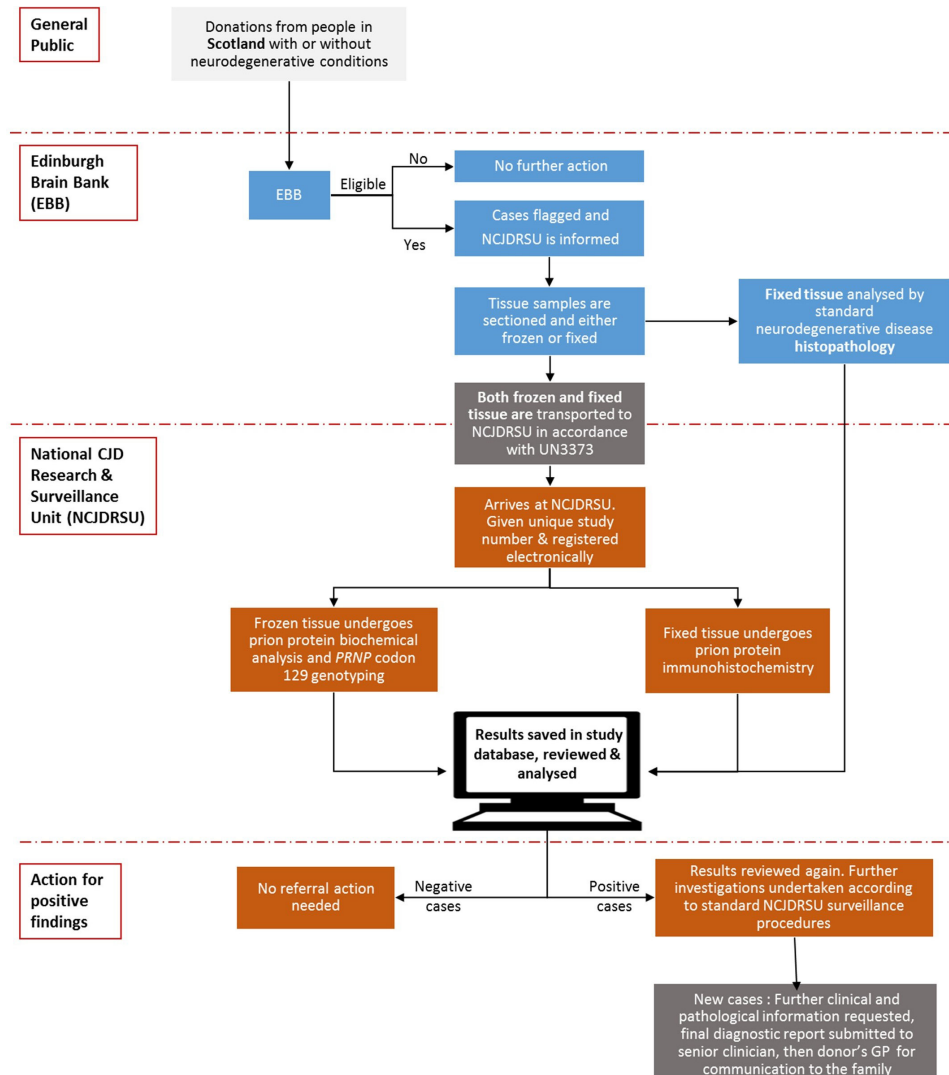 General
Public
Donations from people in
Scotland with or without
neurodegenerative conditions
Edinburgh
Brain Bank
(EBB)
EBB
Eligible
No
Yes
No further action
Cases flagged and
NCJDRSU is informed
Tissue samples are
sectioned and either
frozen or fixed
Fixed tissue analysed by
standard
neurodegenerative disease
histopathology
Both frozen and fixed
tissue are transported to
NCJDRSU in accordance
with UN3373
National CJD
Research &
Surveillance
Unit (NCJDRSU)
Arrives at NCJDRSU.
Given unique study
number & registered
electronically
Frozen tissue undergoes
prion protein biochemical
analysis and PRNP codon
129 genotyping
Fixed tissue undergoes
prion protein
immunohistochemistry
Results saved in study
database, reviewed &
analysed
Action for
positive
findings
No referral action
needed
Negative
cases
Positive
cases
Results reviewed again. Further
investigations undertaken according
to standard NCJDRSU surveillance
procedures
New cases : Further clinical and
pathological information requested,
final diagnostic report submitted to
senior clinician, then donor's GP for
communication to the family